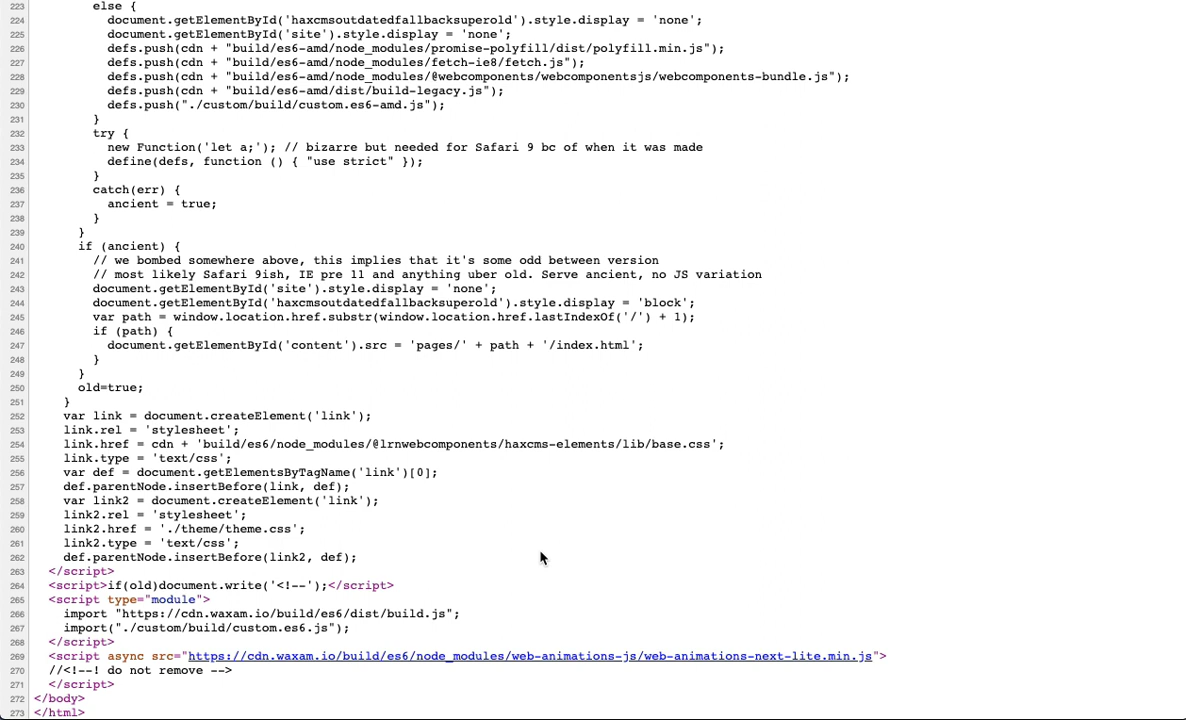 223         else {
224           document.getElementById('haxcmsoutdatedfallbacksuperold').style.display = 'none';
225           document.getElementById('site').style.display = 'none';
226           defs.push(cdn + "build/es6-amd/node_modules/promise-polyfill/dist/polyfill.min.js");
227           defs.push(cdn + "build/es6-amd/node_modules/fetch-ie8/fetch.js");
228           defs.push(cdn + "build/es6-amd/node_modules/@webcomponents/webcomponentsjs/webcomponents-bundle.js");
229           defs.push(cdn + "build/es6-amd/dist/build-legacy.js");
230           defs.push("./custom/build/custom.es6-amd.js");
231         }
232         try {
233           new Function('let a;'); // bizarre but needed for Safari 9 bc of when it was made
234           define(defs, function () { "use strict" });
235         }
236         catch(err) {
237           ancient = true;
238         }
239       }
240       if (ancient) {
241         // we bombed somewhere above, this implies that it's some odd between version
242         // most likely Safari 9ish, IE pre 11 and anything uber old. Serve ancient, no JS variation
243         document.getElementById('site').style.display = 'none';
244         document.getElementById('haxcmsoutdatedfallbacksuperold').style.display = 'block';
245         var path = window.location.href.substr(window.location.href.lastIndexOf('/') + 1);
246         if (path) {
247           document.getElementById('content').src = 'pages/' + path + '/index.html';
248         }
249       }
250       old=true;
251     }
252     var link = document.createElement('link');
253     link.rel = 'stylesheet';
254     link.href = cdn + 'build/es6/node_modules/@lrnwebcomponents/haxcms-elements/lib/base.css';
255     link.type = 'text/css';
256     var def = document.getElementsByTagName('link')[0];
257     def.parentNode.insertBefore(link, def);
258     var link2 = document.createElement('link');
259     link2.rel = 'stylesheet';
260     link2.href = './theme/theme.css';
261     link2.type = 'text/css';
262     def.parentNode.insertBefore(link2, def);
263   </script>
264   <script>if(old)document.write('<!--');</script>
265   <script type="module">
266     import "https://cdn.waxam.io/build/es6/dist/build.js";
267     import("./custom/build/custom.es6.js");
268   </script>
269   <script async src="https://cdn.waxam.io/build/es6/node_modules/web-animations-js/web-animations-next-lite.min.js">
270   //<!--! do not remove -->
271   </script>
272 </body>
273 </html>